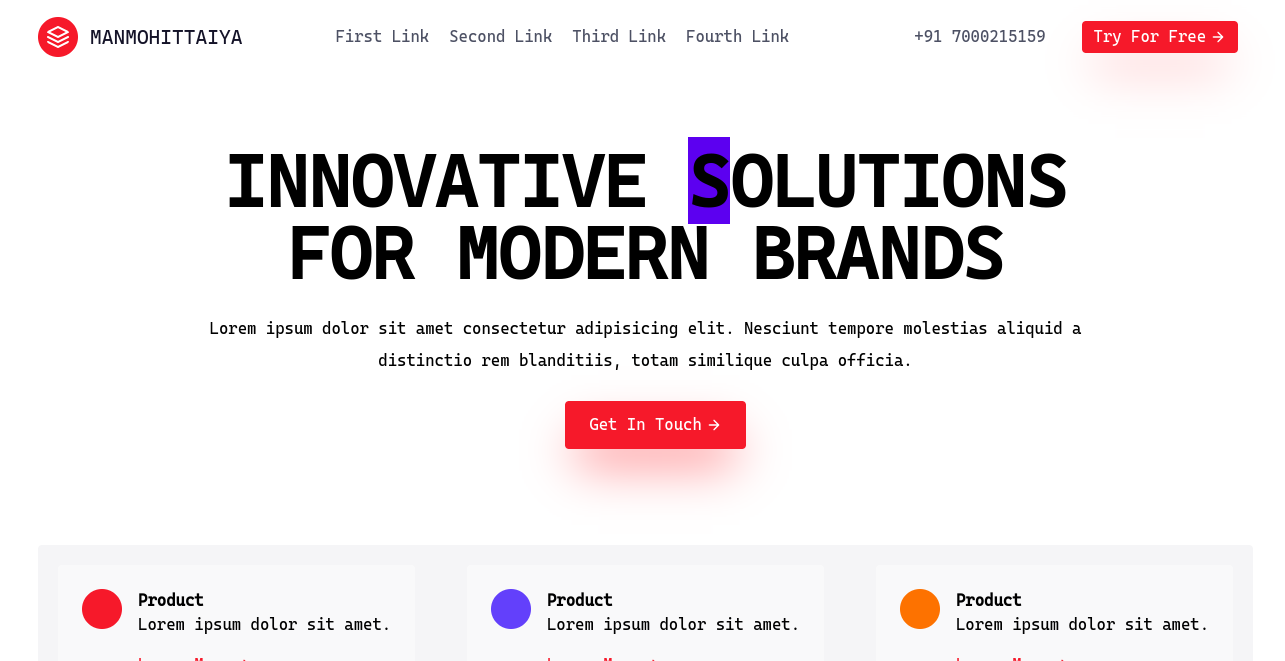 MANMOHITTAIYA
First Link Second Link Third Link Fourth Link
+91 7000215159
Try For Free →
INNOVATIVE SOLUTIONS
FOR MODERN BRANDS
Lorem ipsum dolor sit amet consectetur adipisicing elit. Nesciunt tempore molestias aliquid a
distinctio rem blanditiis, totam similique culpa officia.
Get In Touch →
Product
Lorem ipsum dolor sit amet.
Product
Lorem ipsum dolor sit amet.
Product
Lorem ipsum dolor sit amet.